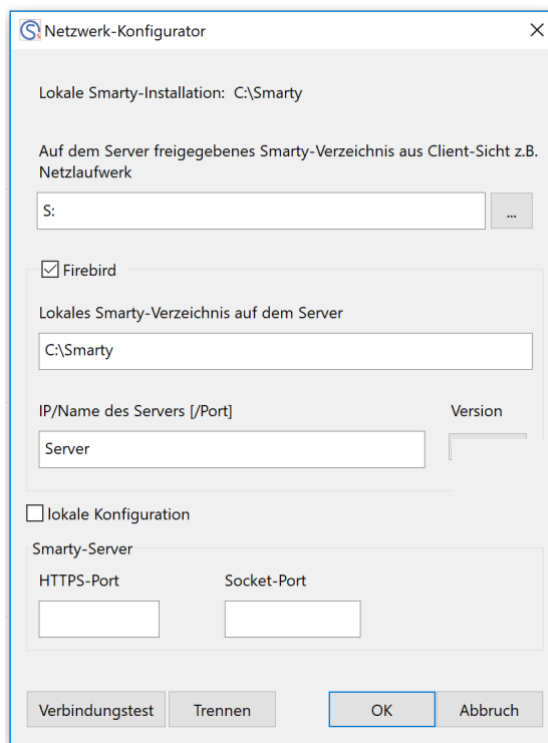 Netzwerk-Konfigurator
Lokale Smarty-Installation: C:\Smarty
Auf dem Server freigegebenes Smarty-Verzeichnis aus Client-Sicht z.B.
Netzlaufwerk
S:
...
Firebird
Lokales Smarty-Verzeichnis auf dem Server
C:\Smarty
IP/Name des Servers [/Port]
Version
Server
lokale Konfiguration
Smarty-Server
HTTPS-Port
Socket-Port
Verbindungstest
Trennen
OK
Abbruch